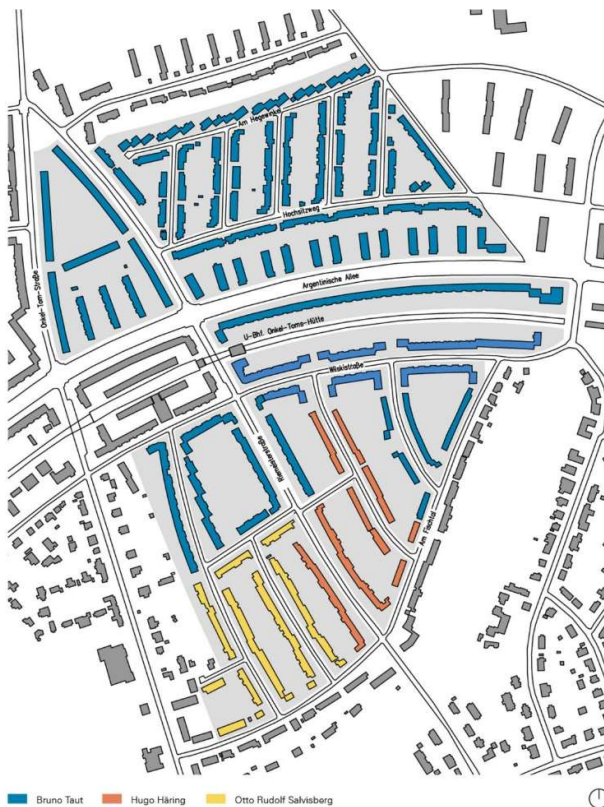 Am Hegewinkel
Hochsitzweg
Onkel-Tom-Straße
Argentinische Allee
U-Bhf. Onkel-Toms-Hütte
Wilskistraße
Riemeisterstraße
Am Fischtal
Bruno Taut
Hugo Häring
Otto Rudolf Salvisberg